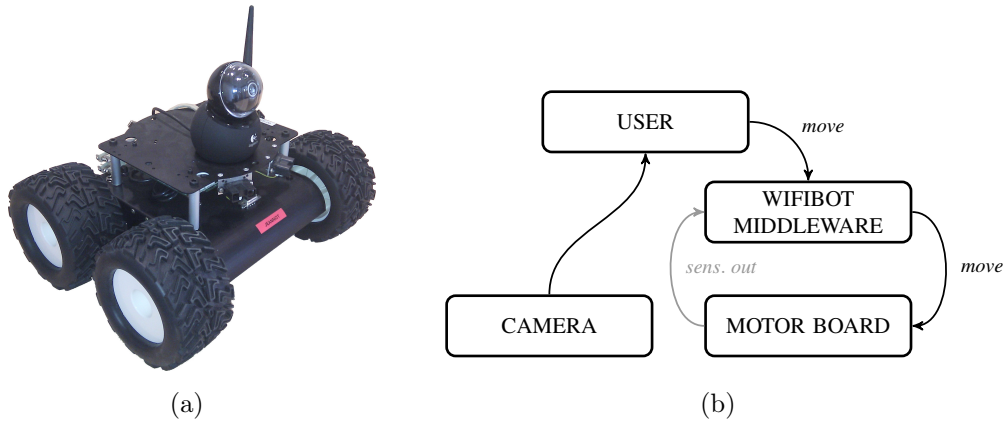 USER
move
WIFIBOT
MIDDLEWARE
sens. out
move
CAMERA
MOTOR BOARD
(a)
(b)